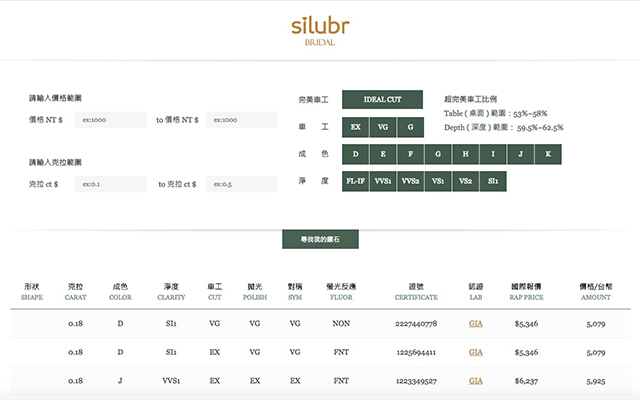 silubr
BRIDAL
請輸入價格範圍
價格 NT $ ex:1000 to 價格 NT $ ex:1000
請輸入克拉範圍
克拉 ct $ ex:0.1 to 克拉 ct $ ex:0.5
完美車工 IDEAL CUT
車 工 EX VG G
成 色 D E F G H I J K
淨 度 FL-IF VVS1 VVS2 VS1 VS2 SI1
超完美車工比例
Table ( 桌面 ) 範圍：53%~58%
Depth ( 深度 ) 範圍： 59.5%~62.5%
尋找我的鑽石
形狀 克拉 成色 淨度 車工 拋光 對稱 螢光反應 證號 認證 國際報價 價格/台幣
SHAPE CARAT COLOR CLARITY CUT POLISH SYM FLUOR CERTIFICATE LAB RAP PRICE AMOUNT
0.18 D SI1 VG VG VG NON 2227440778 GIA $5,346 5,079
0.18 D SI1 EX VG VG FNT 1225694411 GIA $5,346 5,079
0.18 J VVS1 EX EX EX FNT 1223349527 GIA $6,237 5,925